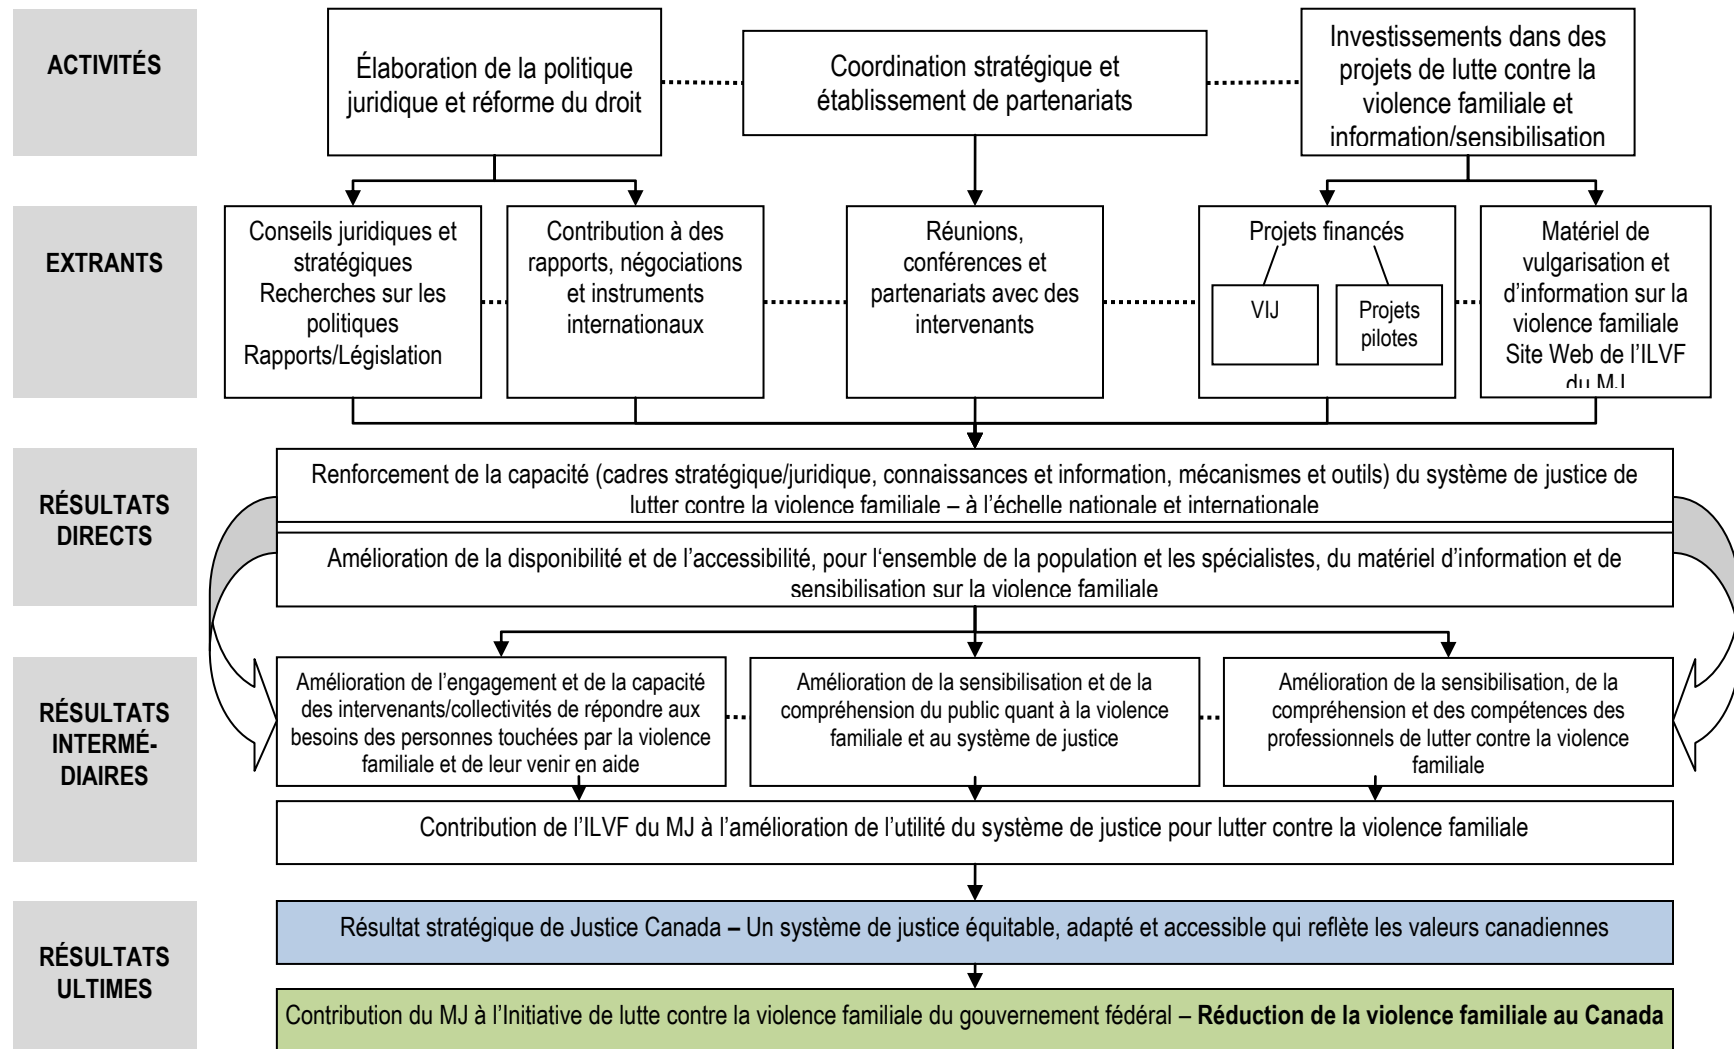 ACTIVITÉS
Élaboration de la politique
juridique et réforme du droit
Coordination stratégique et
établissement de partenariats
Investissements dans des
projets de lutte contre la
violence familiale et
information/sensibilisation
EXTRANTS
Conseils juridiques et
stratégiques
Recherches sur les
politiques
Rapports/Législation
Contribution à des
rapports, négociations
et instruments
internationaux
Réunions,
conférences et
partenariats avec des
intervenants
Projets financés
VIJ
Projets
pilotes
Matériel de
vulgarisation et
d’information sur la
violence familiale
Site Web de l’ILVF
du MJ
RÉSULTATS
DIRECTS
Renforcement de la capacité (cadres stratégique/juridique, connaissances et information, mécanismes et outils) du système de justice de
lutter contre la violence familiale – à l’échelle nationale et internationale
Amélioration de la disponibilité et de l’accessibilité, pour l‘ensemble de la population et les spécialistes, du matériel d’information et de
sensibilisation sur la violence familiale
RÉSULTATS
INTERMÉ-
DIAIRES
Amélioration de l’engagement et de la capacité
des intervenants/collectivités de répondre aux
besoins des personnes touchées par la violence
familiale et de leur venir en aide
Amélioration de la sensibilisation et de la
compréhension du public quant à la violence
familiale et au système de justice
Amélioration de la sensibilisation, de la
compréhension et des compétences des
professionnels de lutter contre la violence
familiale
Contribution de l’ILVF du MJ à l’amélioration de l’utilité du système de justice pour lutter contre la violence familiale
RÉSULTATS
ULTIMES
Résultat stratégique de Justice Canada – Un système de justice équitable, adapté et accessible qui reflète les valeurs canadiennes
Contribution du MJ à l’Initiative de lutte contre la violence familiale du gouvernement fédéral – Réduction de la violence familiale au Canada